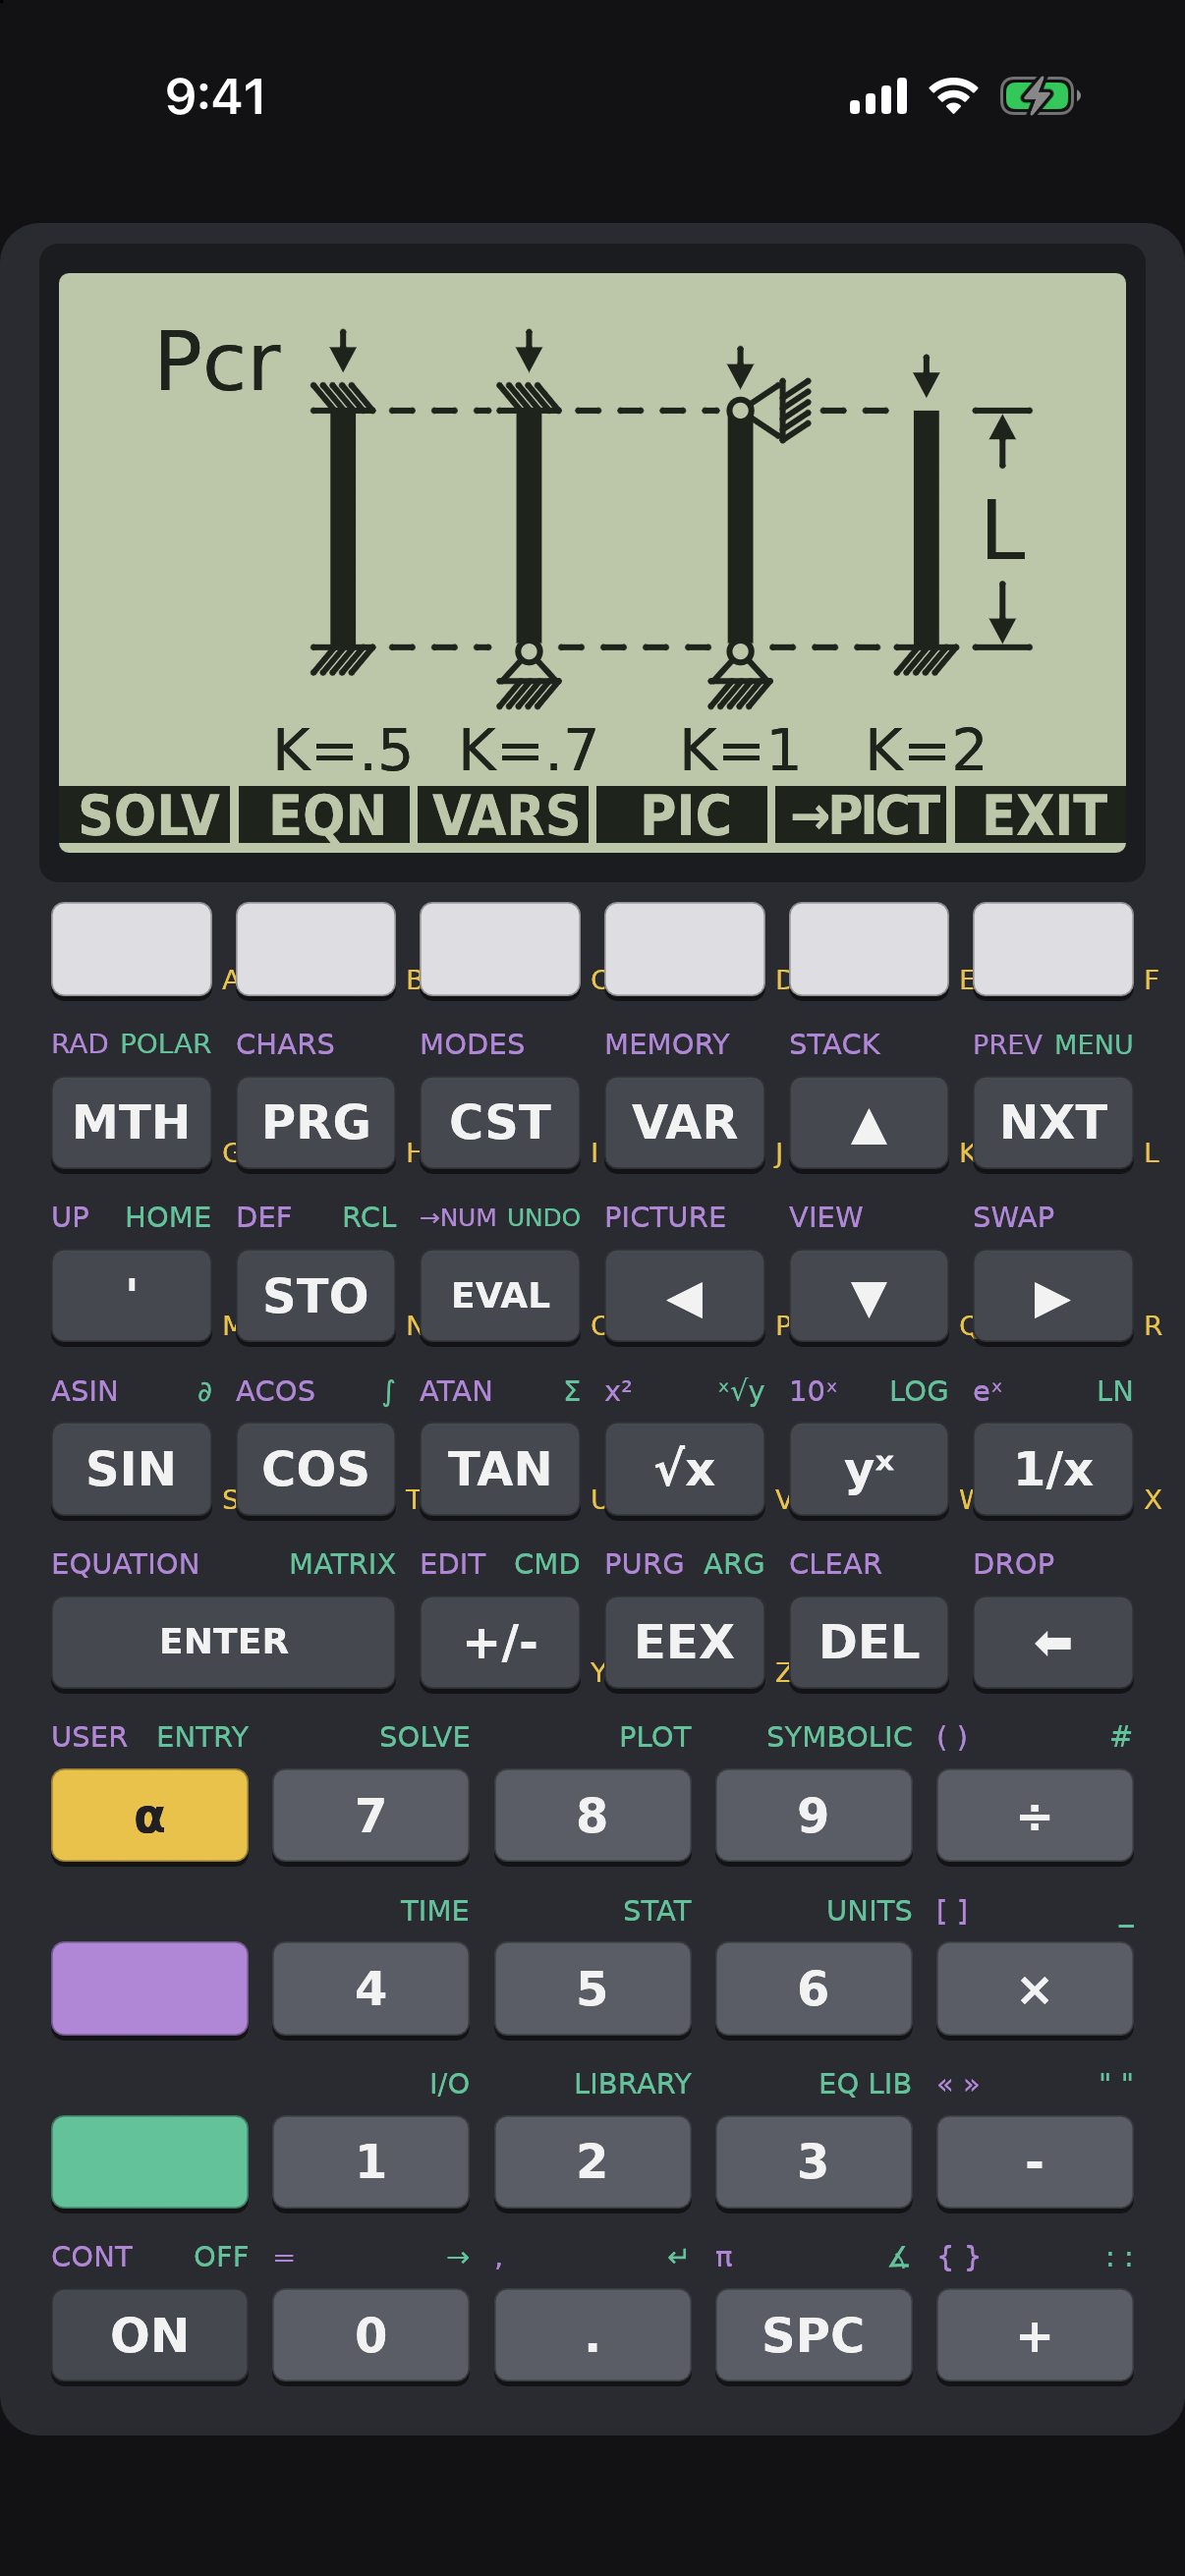 9:41
Pcr
L
K=.5 K=.7 K=1 K=2
SOLV EQN VARS PIC →PICT EXIT
A B C D E F
RAD POLAR CHARS MODES MEMORY STACK PREV MENU
MTH PRG CST VAR ▲ NXT
G H I J K L
UP HOME DEF RCL →NUM UNDO PICTURE VIEW SWAP
' STO EVAL ◀ ▼ ▶
M N O P Q R
ASIN ∂ ACOS ∫ ATAN Σ x² ˣ√y 10ˣ LOG eˣ LN
SIN COS TAN √x yˣ 1/x
S T U V W X
EQUATION MATRIX EDIT CMD PURG ARG CLEAR DROP
ENTER +/- EEX DEL ⬅
Y Z
USER ENTRY SOLVE PLOT SYMBOLIC ( ) #
α 7 8 9 ÷
TIME STAT UNITS [ ] _
4 5 6 ×
I/O LIBRARY EQ LIB « » " "
1 2 3 -
CONT OFF = → , ↵ π ∡ { } : :
ON 0 . SPC +